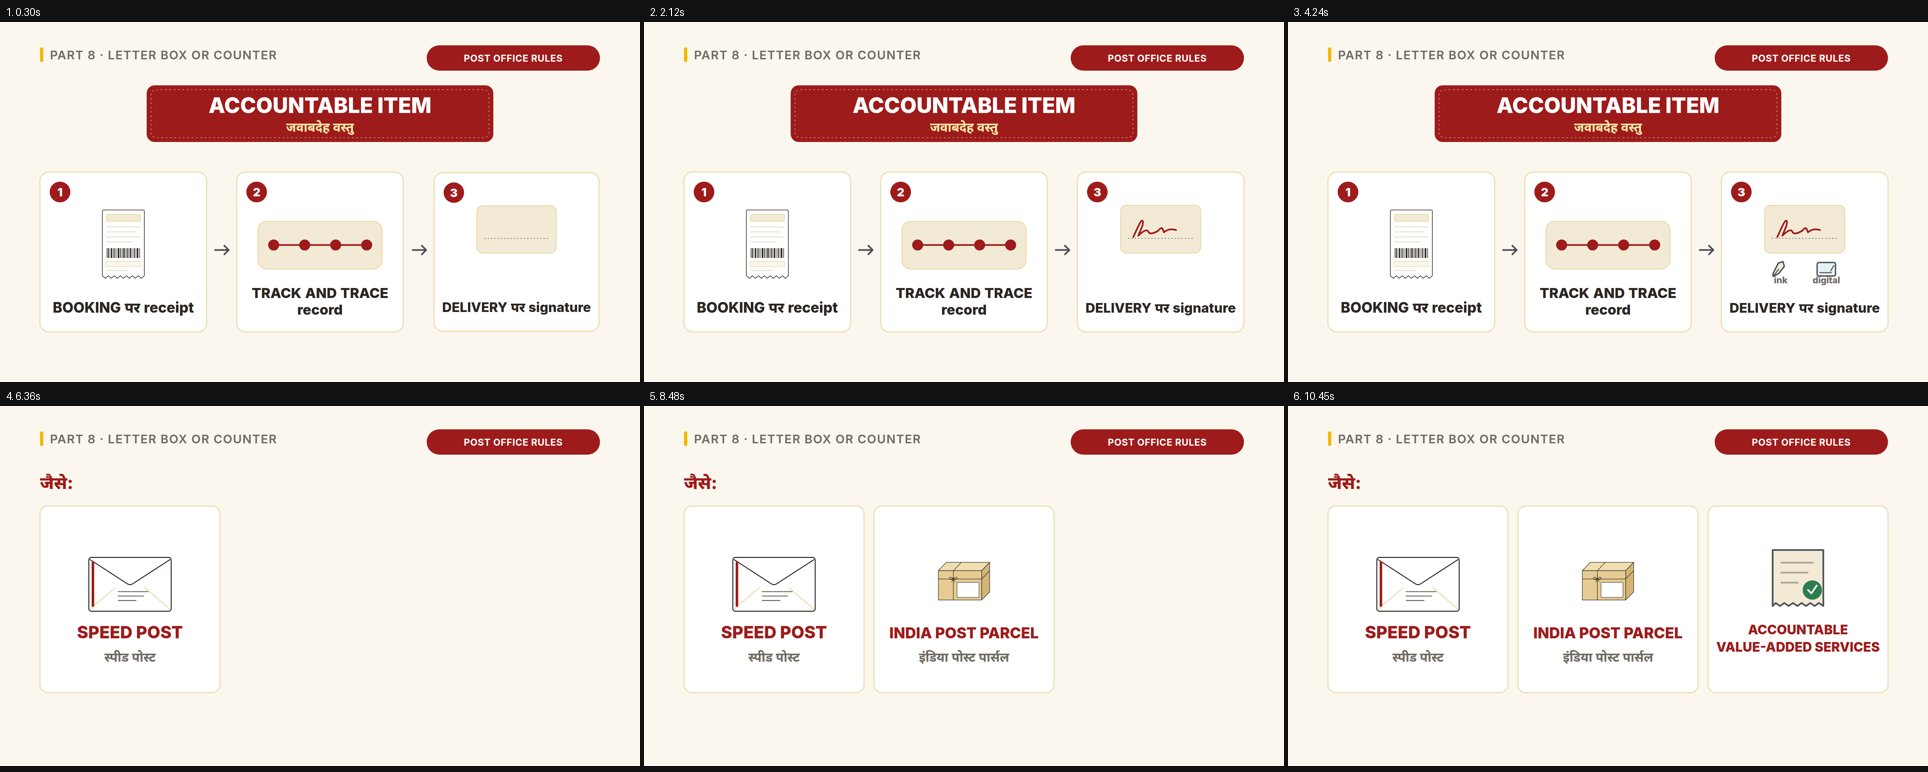 1. 0.30s
PART 8 · LETTER BOX OR COUNTER
POST OFFICE RULES
ACCOUNTABLE ITEM
जवाबदेह वस्तु
1
BOOKING पर receipt
2
TRACK AND TRACE
record
3
DELIVERY पर signature
2. 2.12s
PART 8 · LETTER BOX OR COUNTER
POST OFFICE RULES
ACCOUNTABLE ITEM
जवाबदेह वस्तु
1
BOOKING पर receipt
2
TRACK AND TRACE
record
3
DELIVERY पर signature
3. 4.24s
PART 8 · LETTER BOX OR COUNTER
POST OFFICE RULES
ACCOUNTABLE ITEM
जवाबदेह वस्तु
1
BOOKING पर receipt
2
TRACK AND TRACE
record
3
ink
digital
DELIVERY पर signature
4. 6.36s
PART 8 · LETTER BOX OR COUNTER
POST OFFICE RULES
जैसे:
SPEED POST
स्पीड पोस्ट
5. 8.48s
PART 8 · LETTER BOX OR COUNTER
POST OFFICE RULES
जैसे:
SPEED POST
स्पीड पोस्ट
INDIA POST PARCEL
इंडिया पोस्ट पार्सल
6. 10.45s
PART 8 · LETTER BOX OR COUNTER
POST OFFICE RULES
जैसे:
SPEED POST
स्पीड पोस्ट
INDIA POST PARCEL
इंडिया पोस्ट पार्सल
ACCOUNTABLE
VALUE-ADDED SERVICES